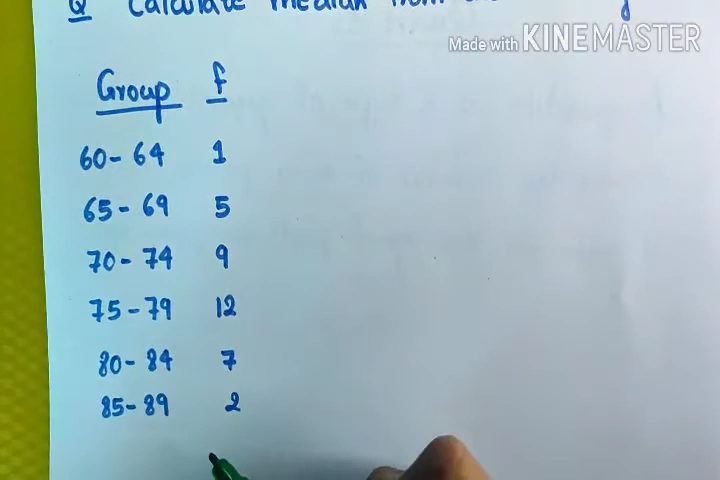 Q Calculate median from
Made with KINEMASTER
Group f
60-64 1
65-69 5
70-74 9
75-79 12
80-84 7
85-89 2